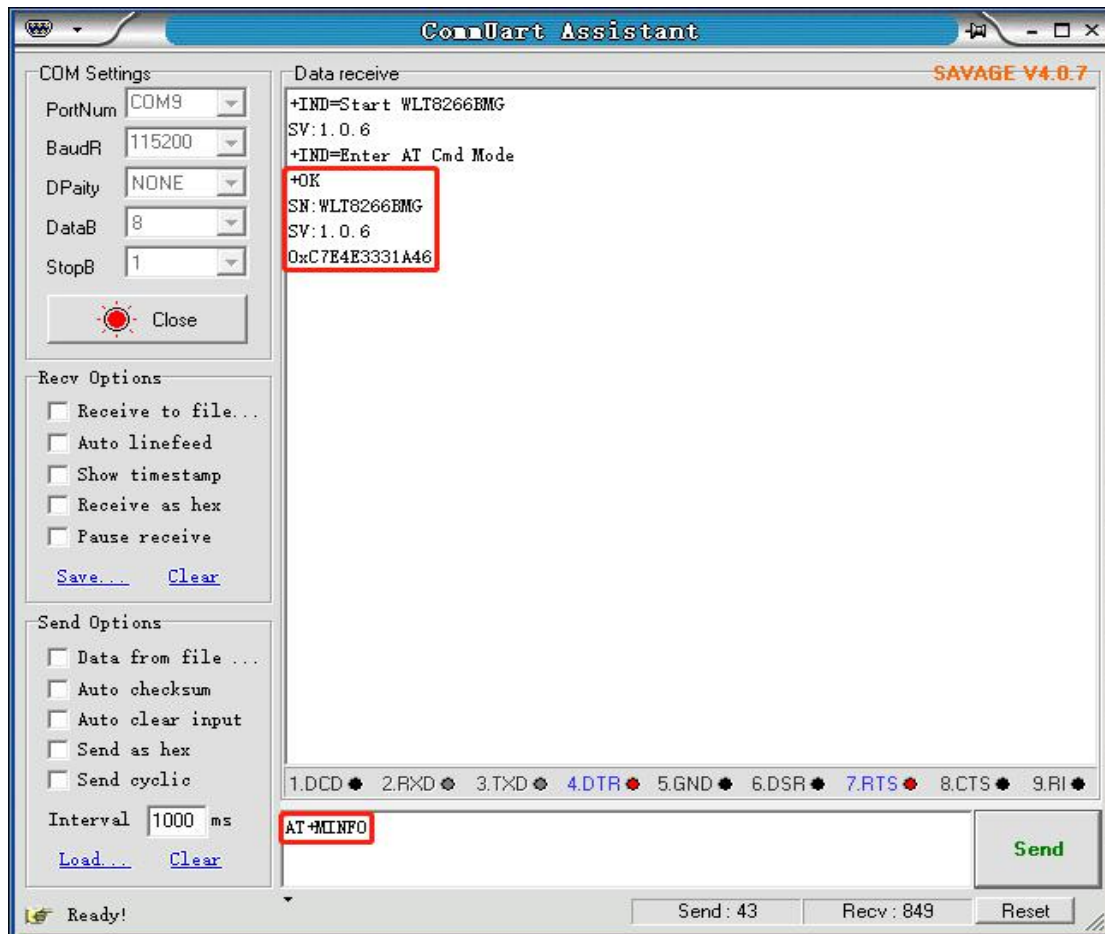 CommUart Assistant
COM Settings
PortNum COM9
BaudR 115200
DPaity NONE
DataB 8
StopB 1
Close
Recv Options
Receive to file...
Auto linefeed
Show timestamp
Receive as hex
Pause receive
Save... Clear
Send Options
Data from file ...
Auto checksum
Auto clear input
Send as hex
Send cyclic
Interval 1000 ms
Load... Clear
Data receive SAVAGE V4.0.7
+IND=Start WLT8266BMG
SV:1.0.6
+IND=Enter AT Cmd Mode
+OK
SN:WLT8266BMG
SV:1.0.6
0xC7E4E3331A46
1.DCD 2.RXD 3.TXD 4.DTR 5.GND 6.DSR 7.RTS 8.CTS 9.RI
AT+MINFO
Send
Ready! Send : 43 Recv : 849 Reset